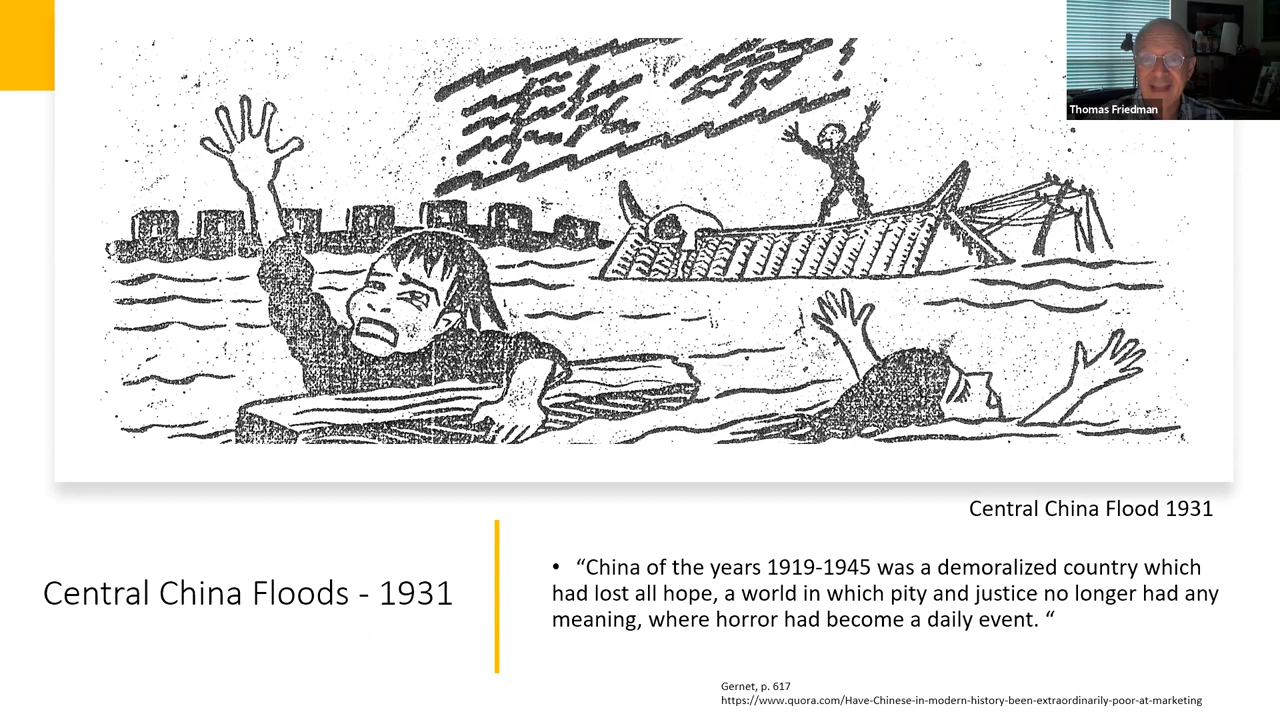 Thomas Friedman
Central China Flood 1931
Central China Floods - 1931
• “China of the years 1919-1945 was a demoralized country which
had lost all hope, a world in which pity and justice no longer had any
meaning, where horror had become a daily event. “
Gernet, p. 617
https://www.quora.com/Have-Chinese-in-modern-history-been-extraordinarily-poor-at-marketing